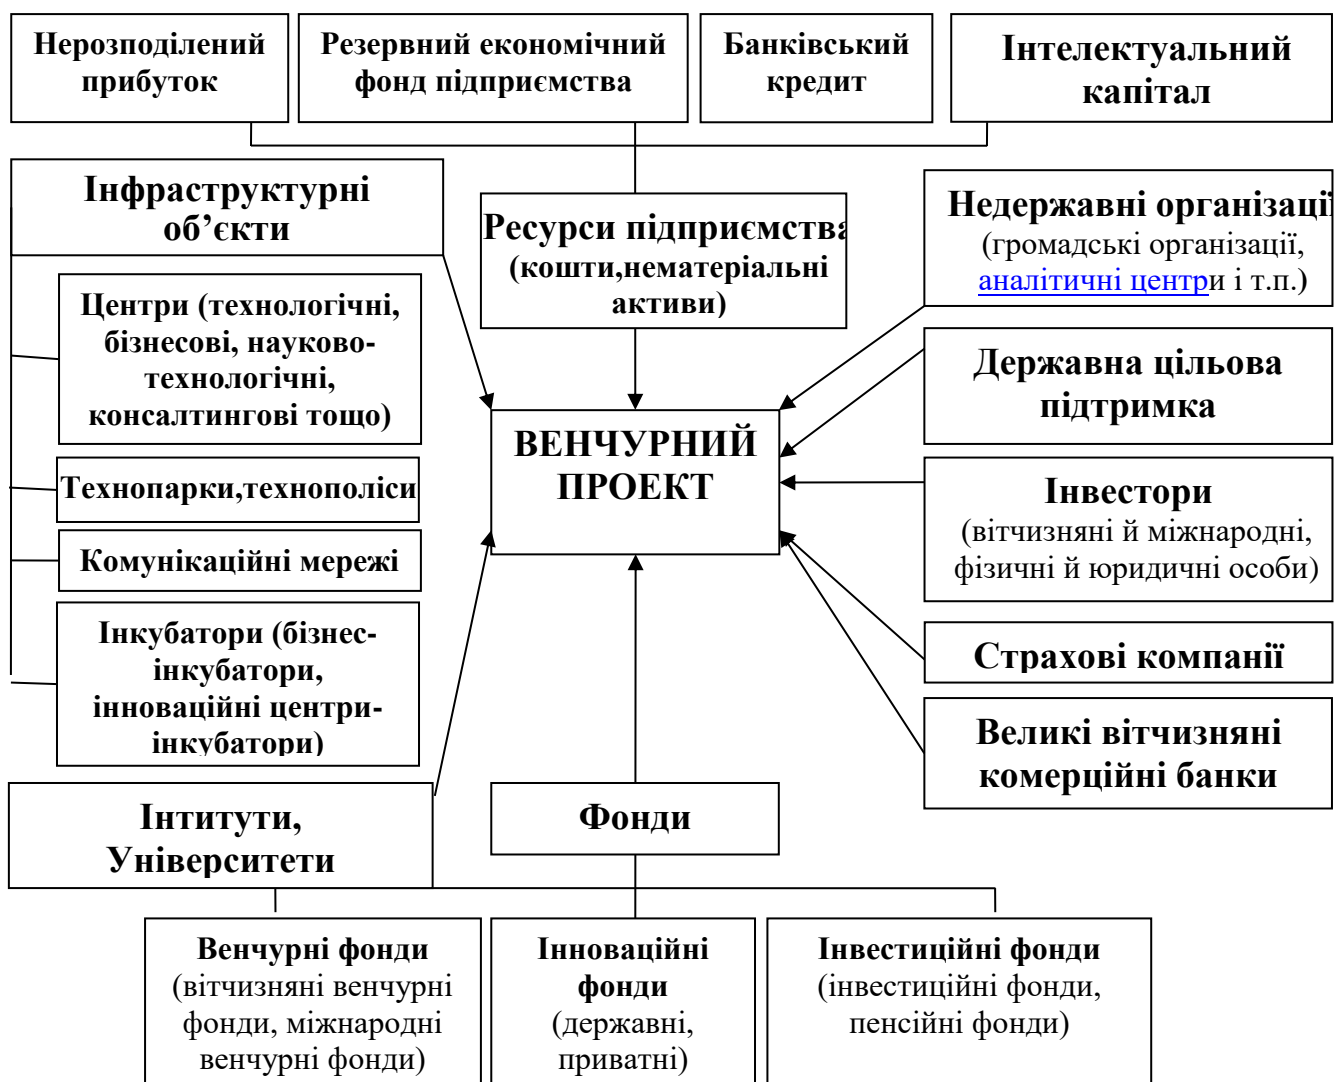 Нерозподілений
прибуток
Резервний економічний
фонд підприємства
Банківський
кредит
Інтелектуальний
капітал
Інфраструктурні
об’єкти
Ресурси підприємства
(кошти,нематеріальні
активи)
Недержавні організації
(громадські організації,
аналітичні центри і т.п.)
Центри (технологічні,
бізнесові, науково-
технологічні,
консалтингові тощо)
Державна цільова
підтримка
ВЕНЧУРНИЙ
ПРОЕКТ
Технопарки,технополіси
Інвестори
(вітчизняні й міжнародні,
фізичні й юридичні особи)
Комунікаційні мережі
Інкубатори (бізнес-
інкубатори,
інноваційні центри-
інкубатори)
Страхові компанії
Великі вітчизняні
комерційні банки
Інтитути,
Університети
Фонди
Венчурні фонди
(вітчизняні венчурні
фонди, міжнародні
венчурні фонди)
Інноваційні
фонди
(державні,
приватні)
Інвестиційні фонди
(інвестиційні фонди,
пенсійні фонди)